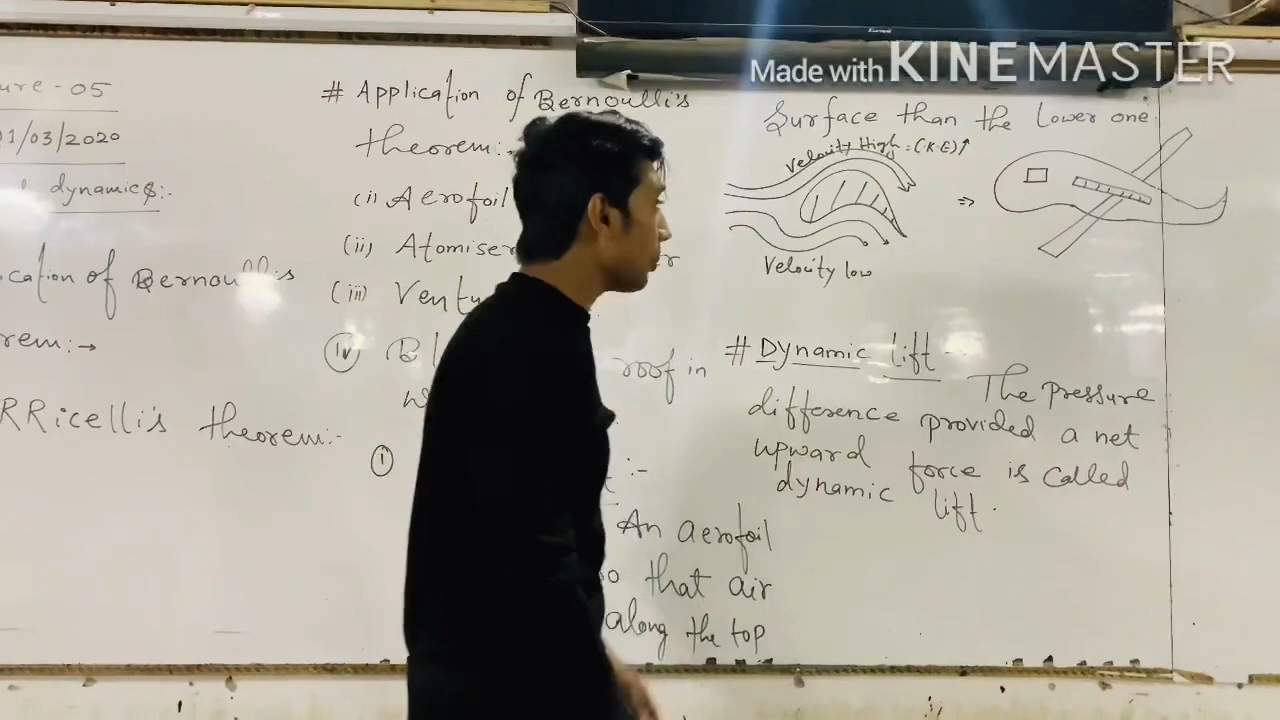 Made with KINEMASTER
ure - 05
1/03/2020
dynamics:-
cation of Bernoullis
rem:→
RRicelli's theorem:-
# Application of Bernoulli's
theorem:-
(i) Aerofoil
(ii) Atomiser
(iii) Ventu
(iv) B roof in
w
(i) :-
An aerofoil
so that air
along the top
Surface than the lower one.
Velocity High: (K.E)↑
⇒
Velocity low
# Dynamic lift -
The pressure
difference provided a net
upward force is called
dynamic lift.